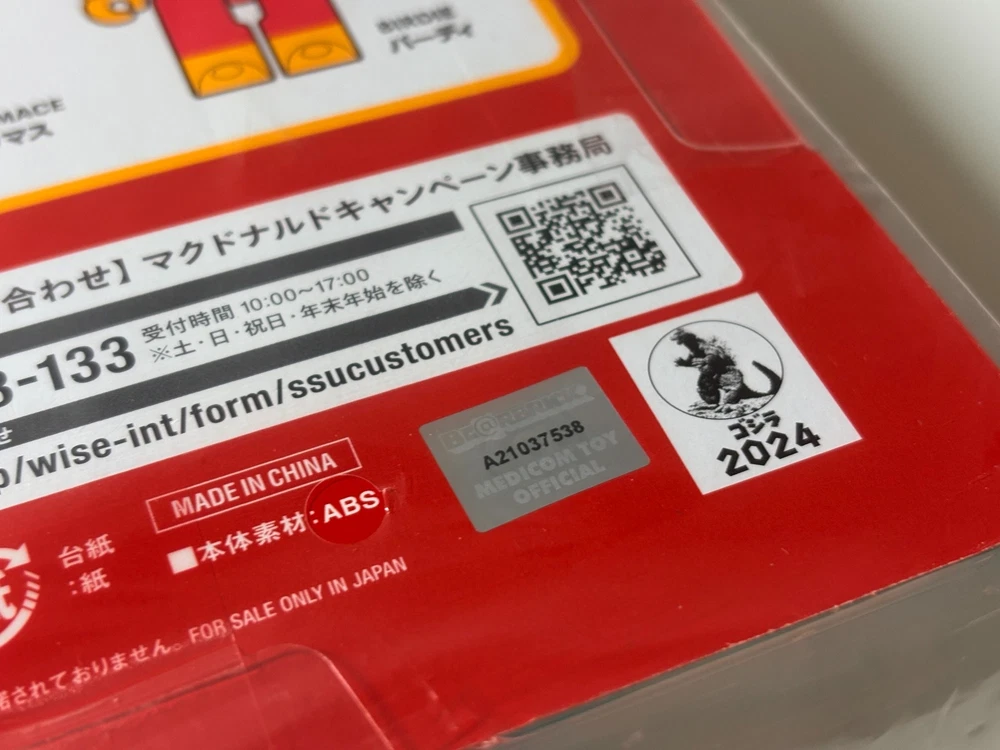 バーディ
MACE
マス
合わせ】マクドナルドキャンペーン事務局
-133
受付時間 10:00〜17:00
※土・日・祝日・年末年始を除く
せ
/wise-int/form/ssucustomers
MADE IN CHINA
■本体素材:ABS
台紙
:紙
FOR SALE ONLY IN JAPAN
されておりません。
BE@RBRICK
A21037538
MEDICOM TOY
OFFICIAL
ゴジラ
2024